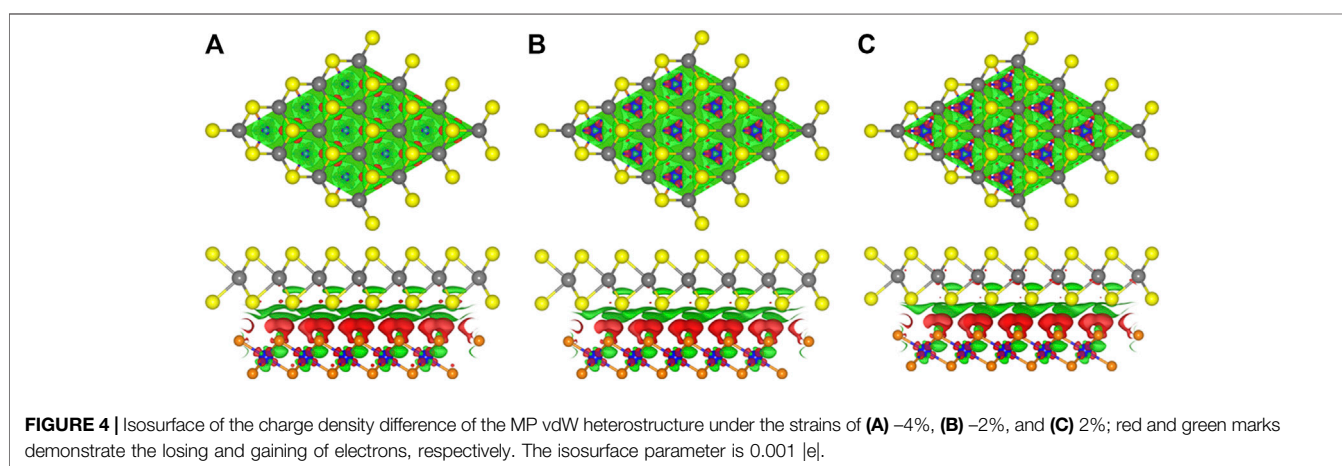 A
B
C
FIGURE 4 | Isosurface of the charge density difference of the MP vdW heterostructure under the strains of (A) –4%, (B) –2%, and (C) 2%; red and green marks
demonstrate the losing and gaining of electrons, respectively. The isosurface parameter is 0.001 |e|.